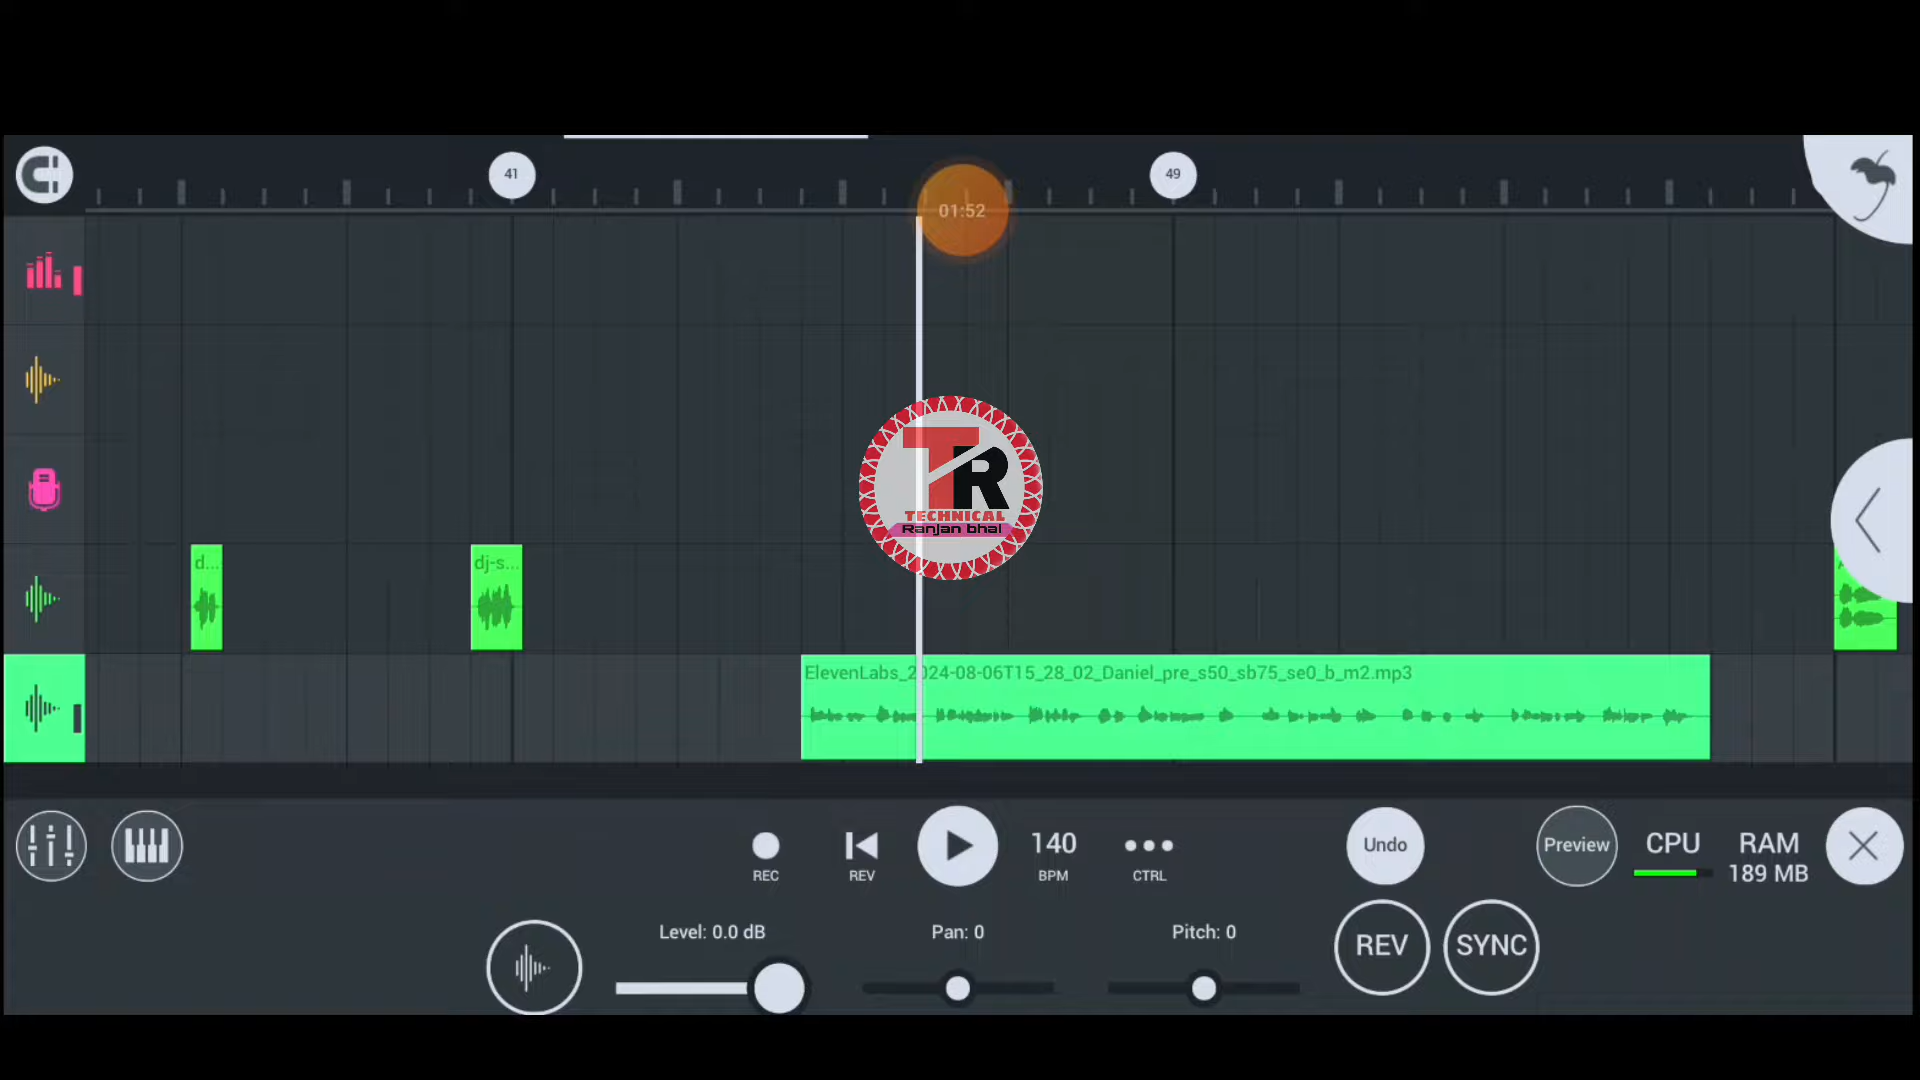 41
49
01:52
TR
TECHNICAL
Ranjan bhai
d...
dj-s...
ElevenLabs_2024-08-06T15_28_02_Daniel_pre_s50_sb75_se0_b_m2.mp3
REC
REV
140
BPM
CTRL
Undo
Preview
CPU
RAM
189 MB
Level: 0.0 dB
Pan: 0
Pitch: 0
REV
SYNC